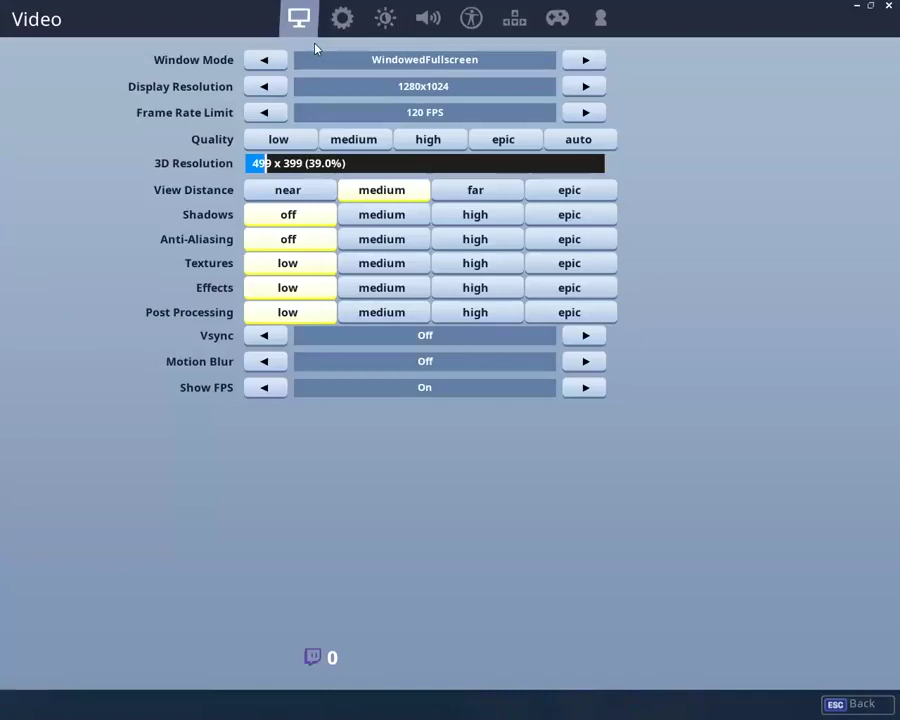 Video
Window Mode WindowedFullscreen
Display Resolution 1280x1024
Frame Rate Limit 120 FPS
Quality low medium high epic auto
3D Resolution 499 x 399 (39.0%)
View Distance near medium far epic
Shadows off medium high epic
Anti-Aliasing off medium high epic
Textures low medium high epic
Effects low medium high epic
Post Processing low medium high epic
Vsync Off
Motion Blur Off
Show FPS On
0
ESC Back